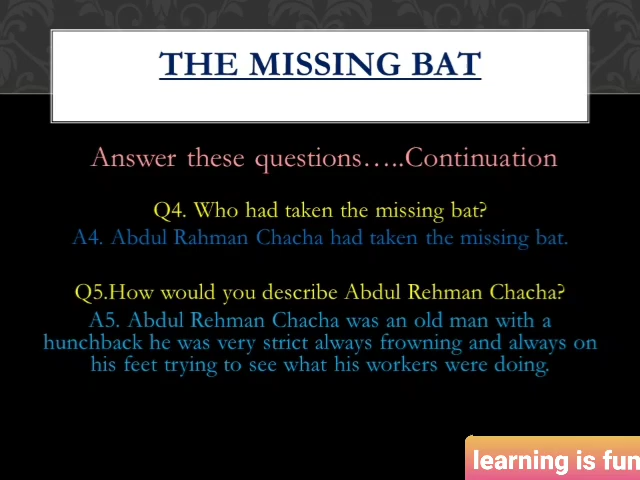 THE MISSING BAT
Answer these questions…..Continuation
Q4. Who had taken the missing bat?
A4. Abdul Rahman Chacha had taken the missing bat.
Q5.How would you describe Abdul Rehman Chacha?
A5. Abdul Rehman Chacha was an old man with a
hunchback he was very strict always frowning and always on
his feet trying to see what his workers were doing.
learning is fun